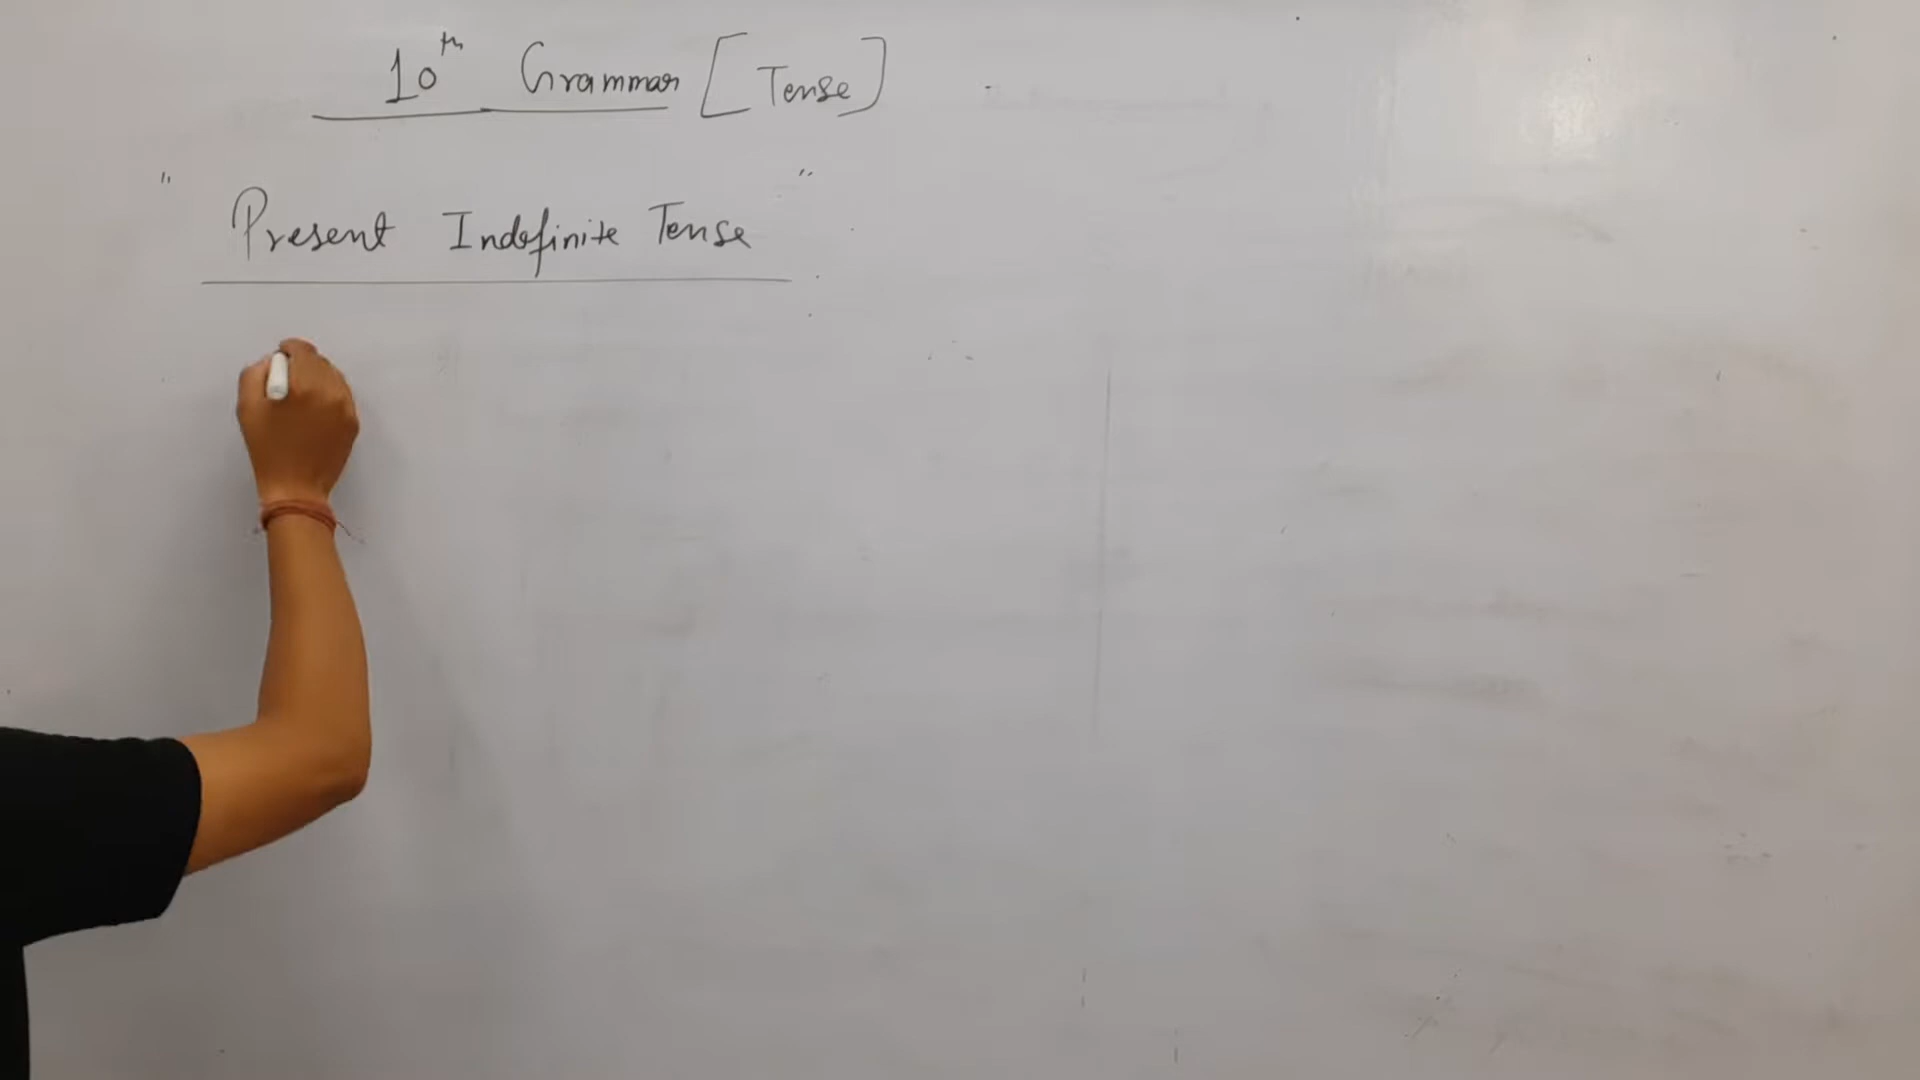 10th Grammar [Tense]
" Present Indefinite Tense "